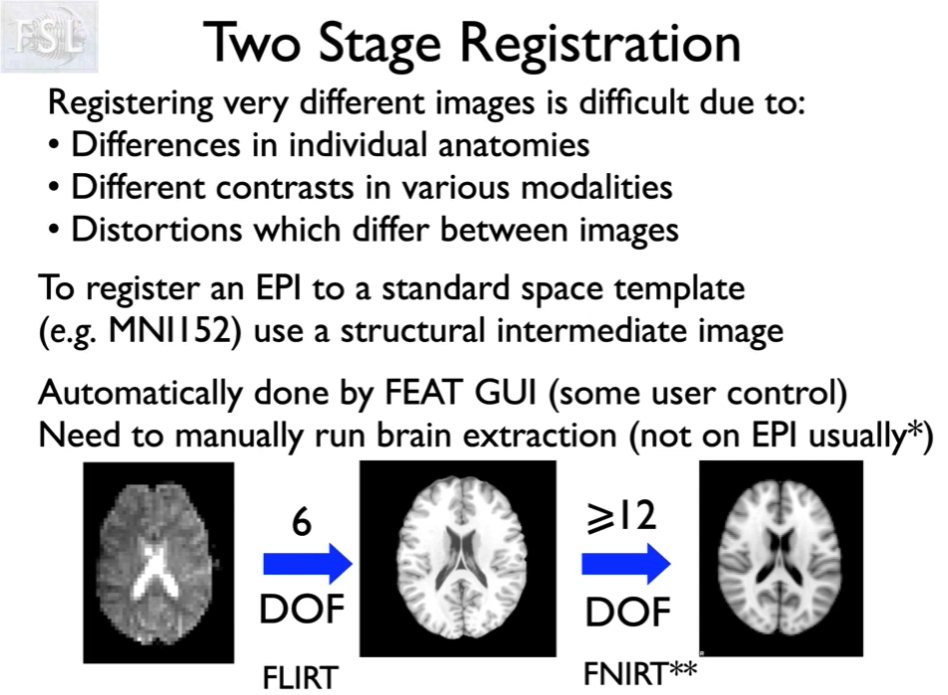 FSL
Two Stage Registration
Registering very different images is difficult due to:
• Differences in individual anatomies
• Different contrasts in various modalities
• Distortions which differ between images
To register an EPI to a standard space template
(e.g. MNI152) use a structural intermediate image
Automatically done by FEAT GUI (some user control)
Need to manually run brain extraction (not on EPI usually*)
6
DOF
FLIRT
⩾12
DOF
FNIRT**